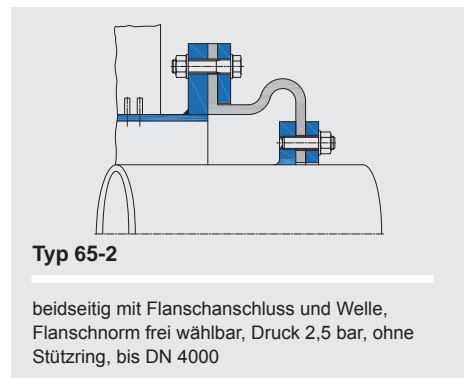 Typ 65-2
beidseitig mit Flanschanschluss und Welle,
Flanschnorm frei wählbar, Druck 2,5 bar, ohne
Stützring, bis DN 4000